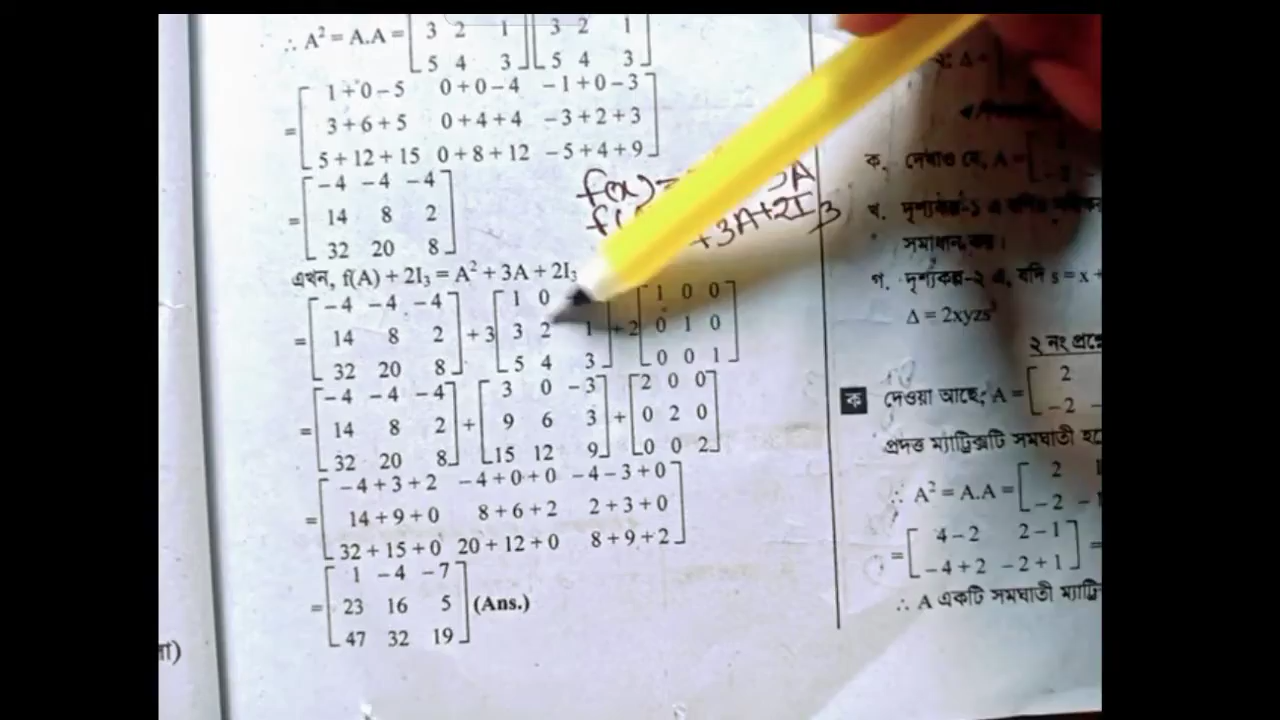 ∴ A² = A.A = [3 2 1] [3 2 1]
[5 4 3] [5 4 3]
[1+0−5 0+0−4 −1+0−3]
= [3+6+5 0+4+4 −3+2+3]
[5+12+15 0+8+12 −5+4+9]
[−4 −4 −4]
= [14 8 2]
[32 20 8]
f(x) = A
+3A+2I3
এখন, f(A) + 2I₃ = A² + 3A + 2I₃
[−4 −4 −4] [1 0 [1 0 0]
= [14 8 2] + 3 [3 2 1] + 2 [0 1 0]
[32 20 8] [5 4 3] [0 0 1]
[−4 −4 −4] [3 0 −3] [2 0 0]
= [14 8 2] + [9 6 3] + [0 2 0]
[32 20 8] [15 12 9] [0 0 2]
[−4+3+2 −4+0+0 −4−3+0]
= [14+9+0 8+6+2 2+3+0]
[32+15+0 20+12+0 8+9+2]
[1 −4 −7]
= [23 16 5] (Ans.)
[47 32 19]
Δ =
ক. দেখাও যে, A =
খ. দৃশ্যকল্প-১ এ
সমাধান কর।
গ. দৃশ্যকল্প-২ এ, যদি s = x +
Δ = 2xyzs³
২ নং প্রশ্নে
ক দেওয়া আছে, A = [2
[−2 −
প্রদত্ত ম্যাট্রিক্সটি সমঘাতী
∴ A² = A.A = [2
[−2 −1
= [4−2 2−1] =
[−4+2 −2+1]
∴ A একটি সমঘাতী